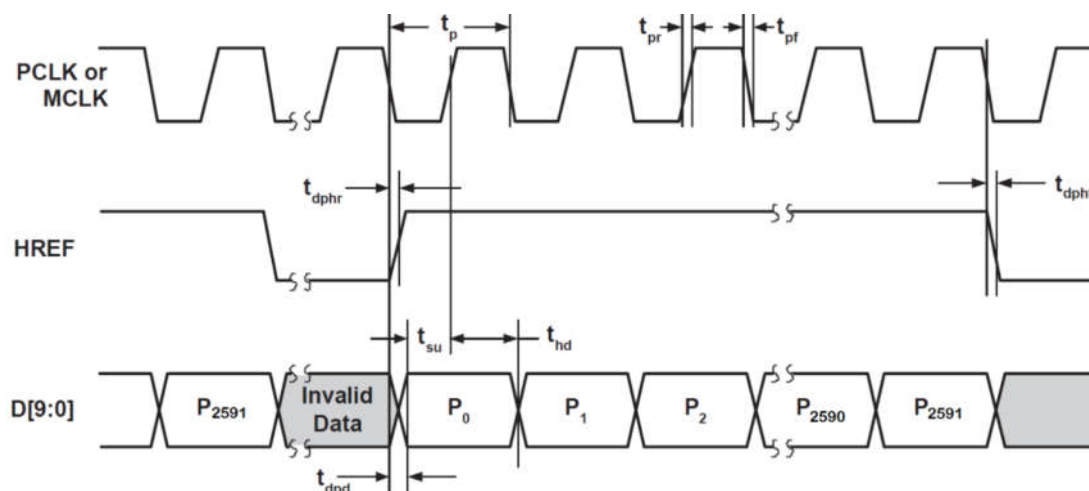 t_p
t_pr
t_pf
PCLK or
MCLK
t_dphr
t_dph
HREF
t_su
t_hd
D[9:0]
P_2591
Invalid
Data
P_0
P_1
P_2
P_2590
P_2591
t_dpd